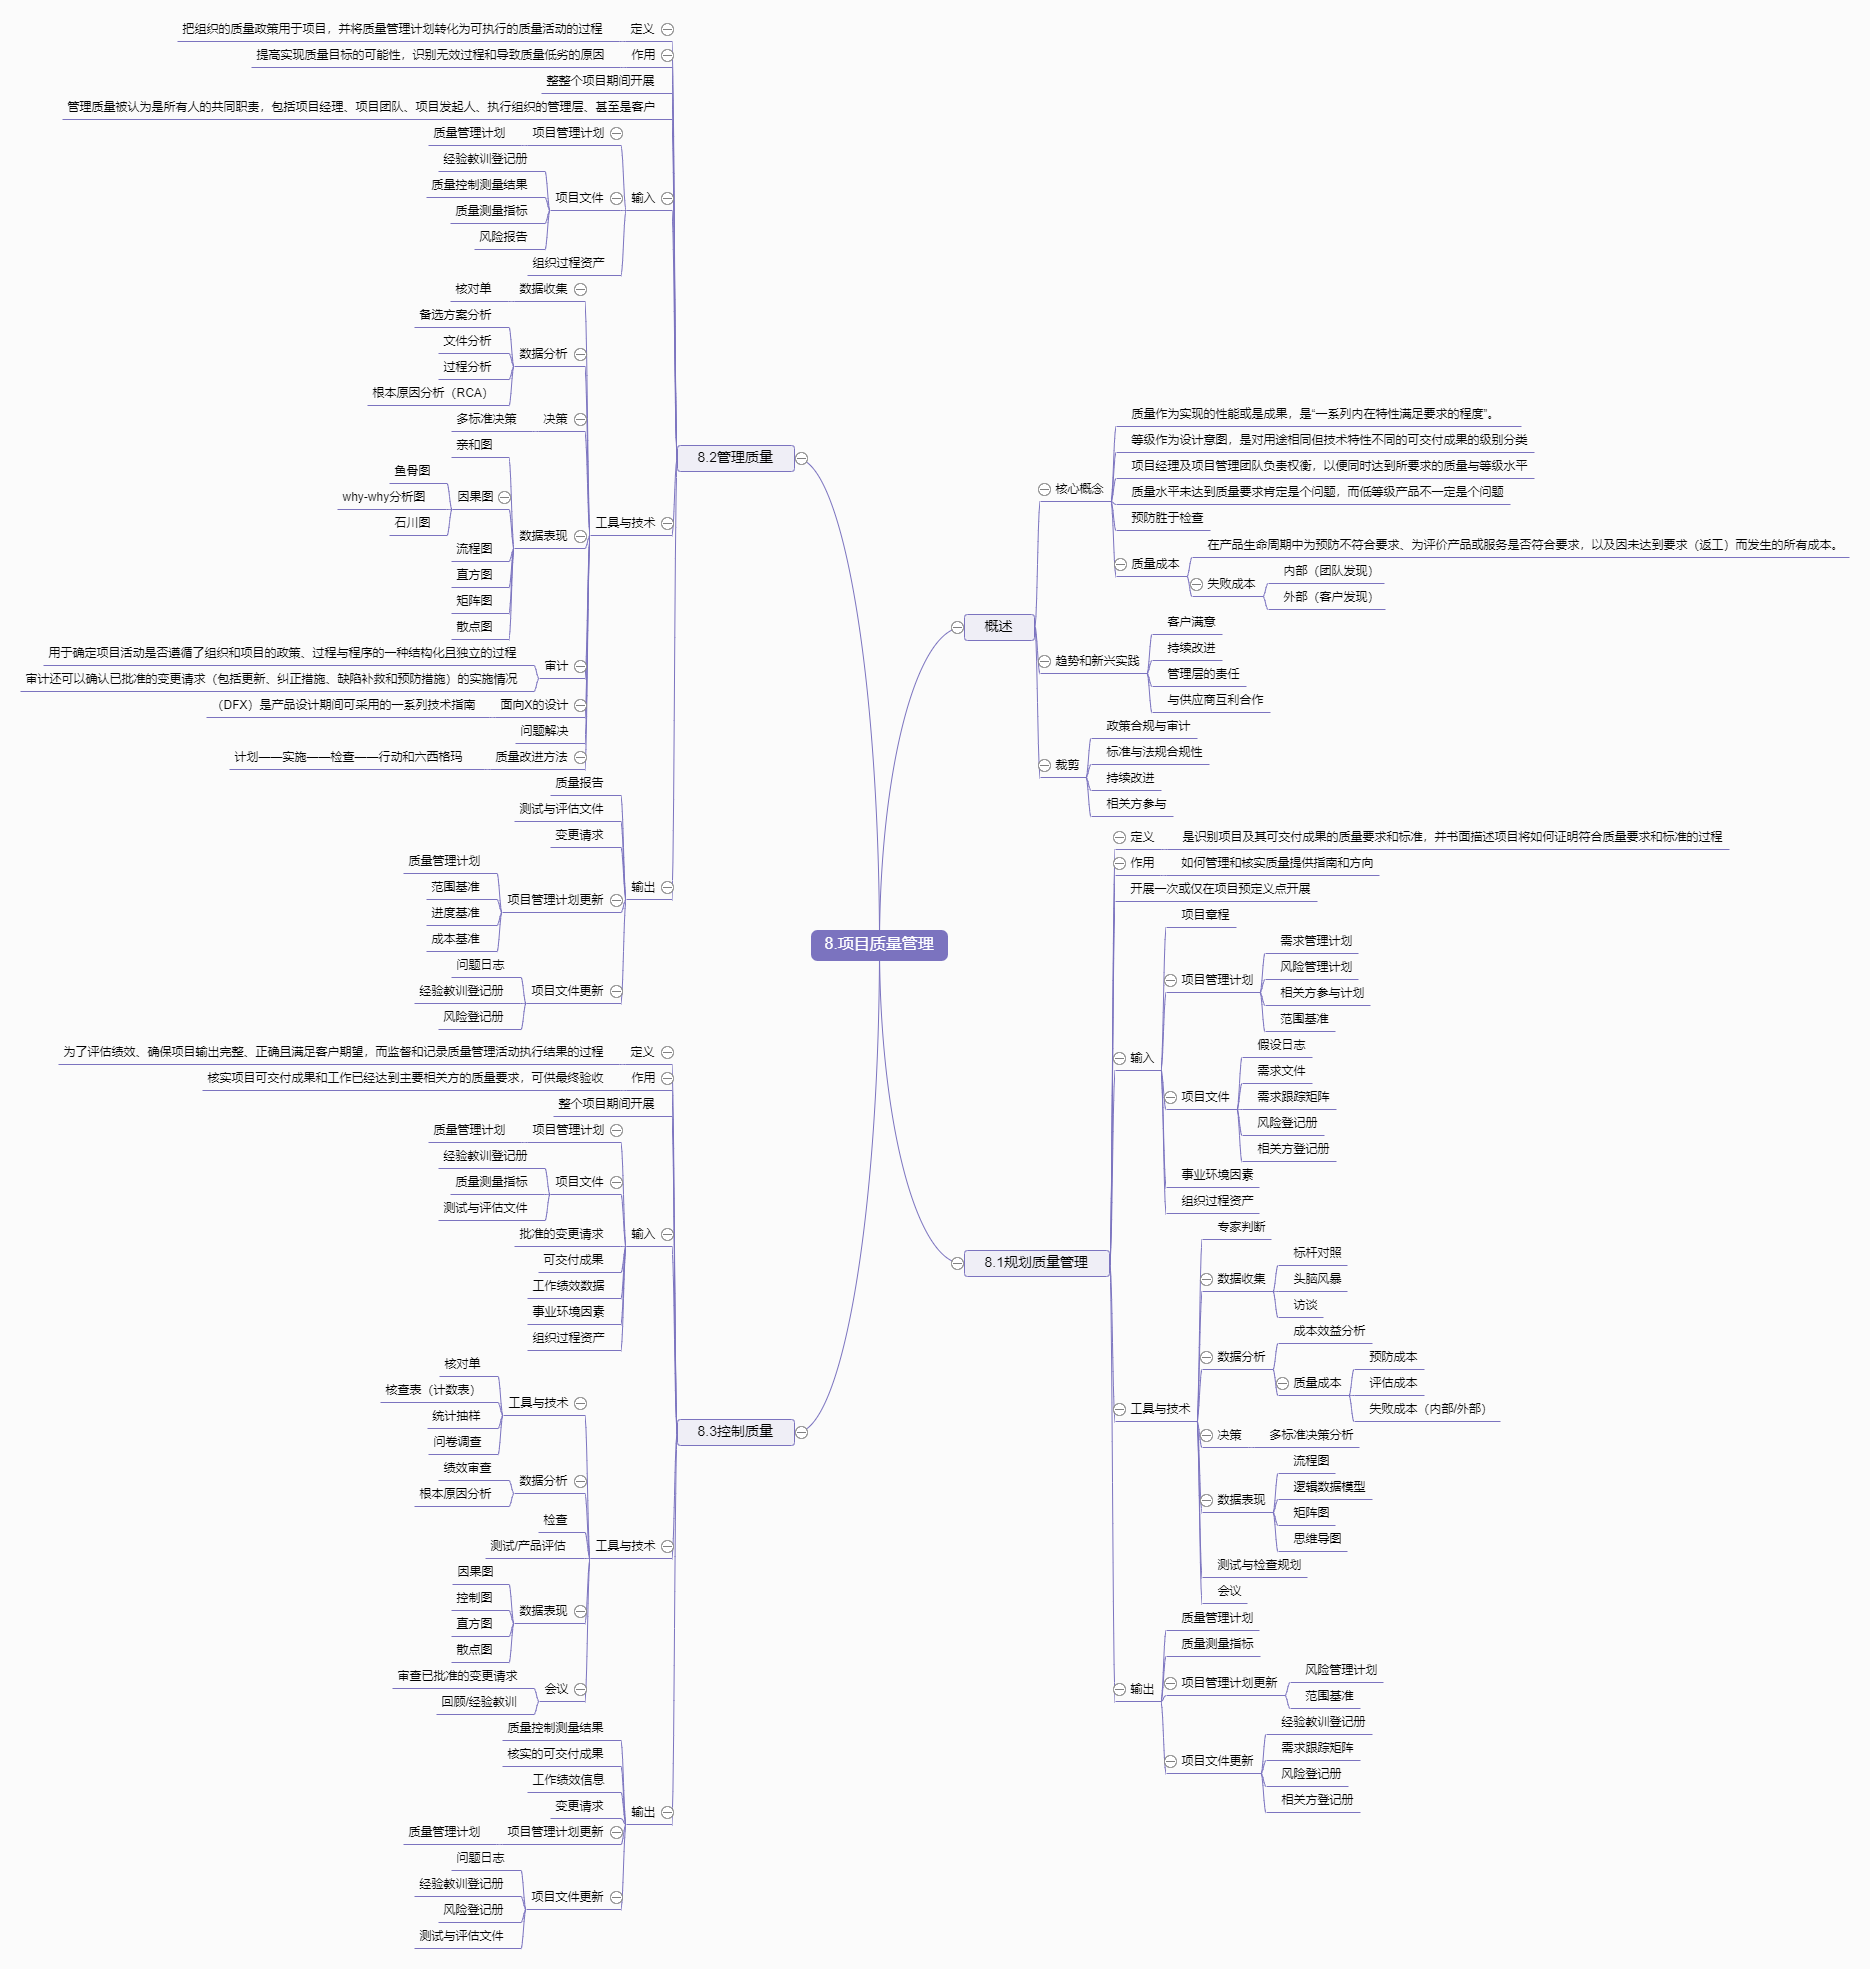 8.项目质量管理
概述
核心概念
质量作为实现的性能或是成果，是“一系列内在特性满足要求的程度”。
等级作为设计意图，是对用途相同但技术特性不同的可交付成果的级别分类
项目经理及项目管理团队负责权衡，以便同时达到所要求的质量与等级水平
质量水平未达到质量要求肯定是个问题，而低等级产品不一定是个问题
预防胜于检查
质量成本
在产品生命周期中为预防不符合要求、为评价产品或服务是否符合要求，以及因未达到要求（返工）而发生的所有成本。
失败成本
内部（团队发现）
外部（客户发现）
趋势和新兴实践
客户满意
持续改进
管理层的责任
与供应商互利合作
裁剪
政策合规与审计
标准与法规合规性
持续改进
相关方参与
8.1规划质量管理
定义
是识别项目及其可交付成果的质量要求和标准，并书面描述项目将如何证明符合质量要求和标准的过程
作用
如何管理和核实质量提供指南和方向
开展一次或仅在项目预定义点开展
输入
项目章程
项目管理计划
需求管理计划
风险管理计划
相关方参与计划
范围基准
项目文件
假设日志
需求文件
需求跟踪矩阵
风险登记册
相关方登记册
事业环境因素
组织过程资产
工具与技术
专家判断
数据收集
标杆对照
头脑风暴
访谈
数据分析
成本效益分析
质量成本
预防成本
评估成本
失败成本（内部/外部）
决策
多标准决策分析
数据表现
流程图
逻辑数据模型
矩阵图
思维导图
测试与检查规划
会议
输出
质量管理计划
质量测量指标
项目管理计划更新
风险管理计划
范围基准
项目文件更新
经验教训登记册
需求跟踪矩阵
风险登记册
相关方登记册
8.2管理质量
定义
把组织的质量政策用于项目，并将质量管理计划转化为可执行的质量活动的过程
作用
提高实现质量目标的可能性，识别无效过程和导致质量低劣的原因
整整个项目期间开展
管理质量被认为是所有人的共同职责，包括项目经理、项目团队、项目发起人、执行组织的管理层、甚至是客户
输入
项目管理计划
质量管理计划
项目文件
经验教训登记册
质量控制测量结果
质量测量指标
风险报告
组织过程资产
工具与技术
数据收集
核对单
数据分析
备选方案分析
文件分析
过程分析
根本原因分析（RCA）
决策
多标准决策
数据表现
亲和图
因果图
鱼骨图
why-why分析图
石川图
流程图
直方图
矩阵图
散点图
审计
用于确定项目活动是否遵循了组织和项目的政策、过程与程序的一种结构化且独立的过程
审计还可以确认已批准的变更请求（包括更新、纠正措施、缺陷补救和预防措施）的实施情况
面向X的设计
（DFX）是产品设计期间可采用的一系列技术指南
问题解决
质量改进方法
计划——实施——检查——行动和六西格玛
输出
质量报告
测试与评估文件
变更请求
项目管理计划更新
质量管理计划
范围基准
进度基准
成本基准
项目文件更新
问题日志
经验教训登记册
风险登记册
8.3控制质量
定义
为了评估绩效、确保项目输出完整、正确且满足客户期望，而监督和记录质量管理活动执行结果的过程
作用
核实项目可交付成果和工作已经达到主要相关方的质量要求，可供最终验收
整个项目期间开展
输入
项目管理计划
质量管理计划
项目文件
经验教训登记册
质量测量指标
测试与评估文件
批准的变更请求
可交付成果
工作绩效数据
事业环境因素
组织过程资产
工具与技术
工具与技术
核对单
核查表（计数表）
统计抽样
问卷调查
数据分析
绩效审查
根本原因分析
检查
测试/产品评估
数据表现
因果图
控制图
直方图
散点图
会议
审查已批准的变更请求
回顾/经验教训
输出
质量控制测量结果
核实的可交付成果
工作绩效信息
变更请求
项目管理计划更新
质量管理计划
项目文件更新
问题日志
经验教训登记册
风险登记册
测试与评估文件